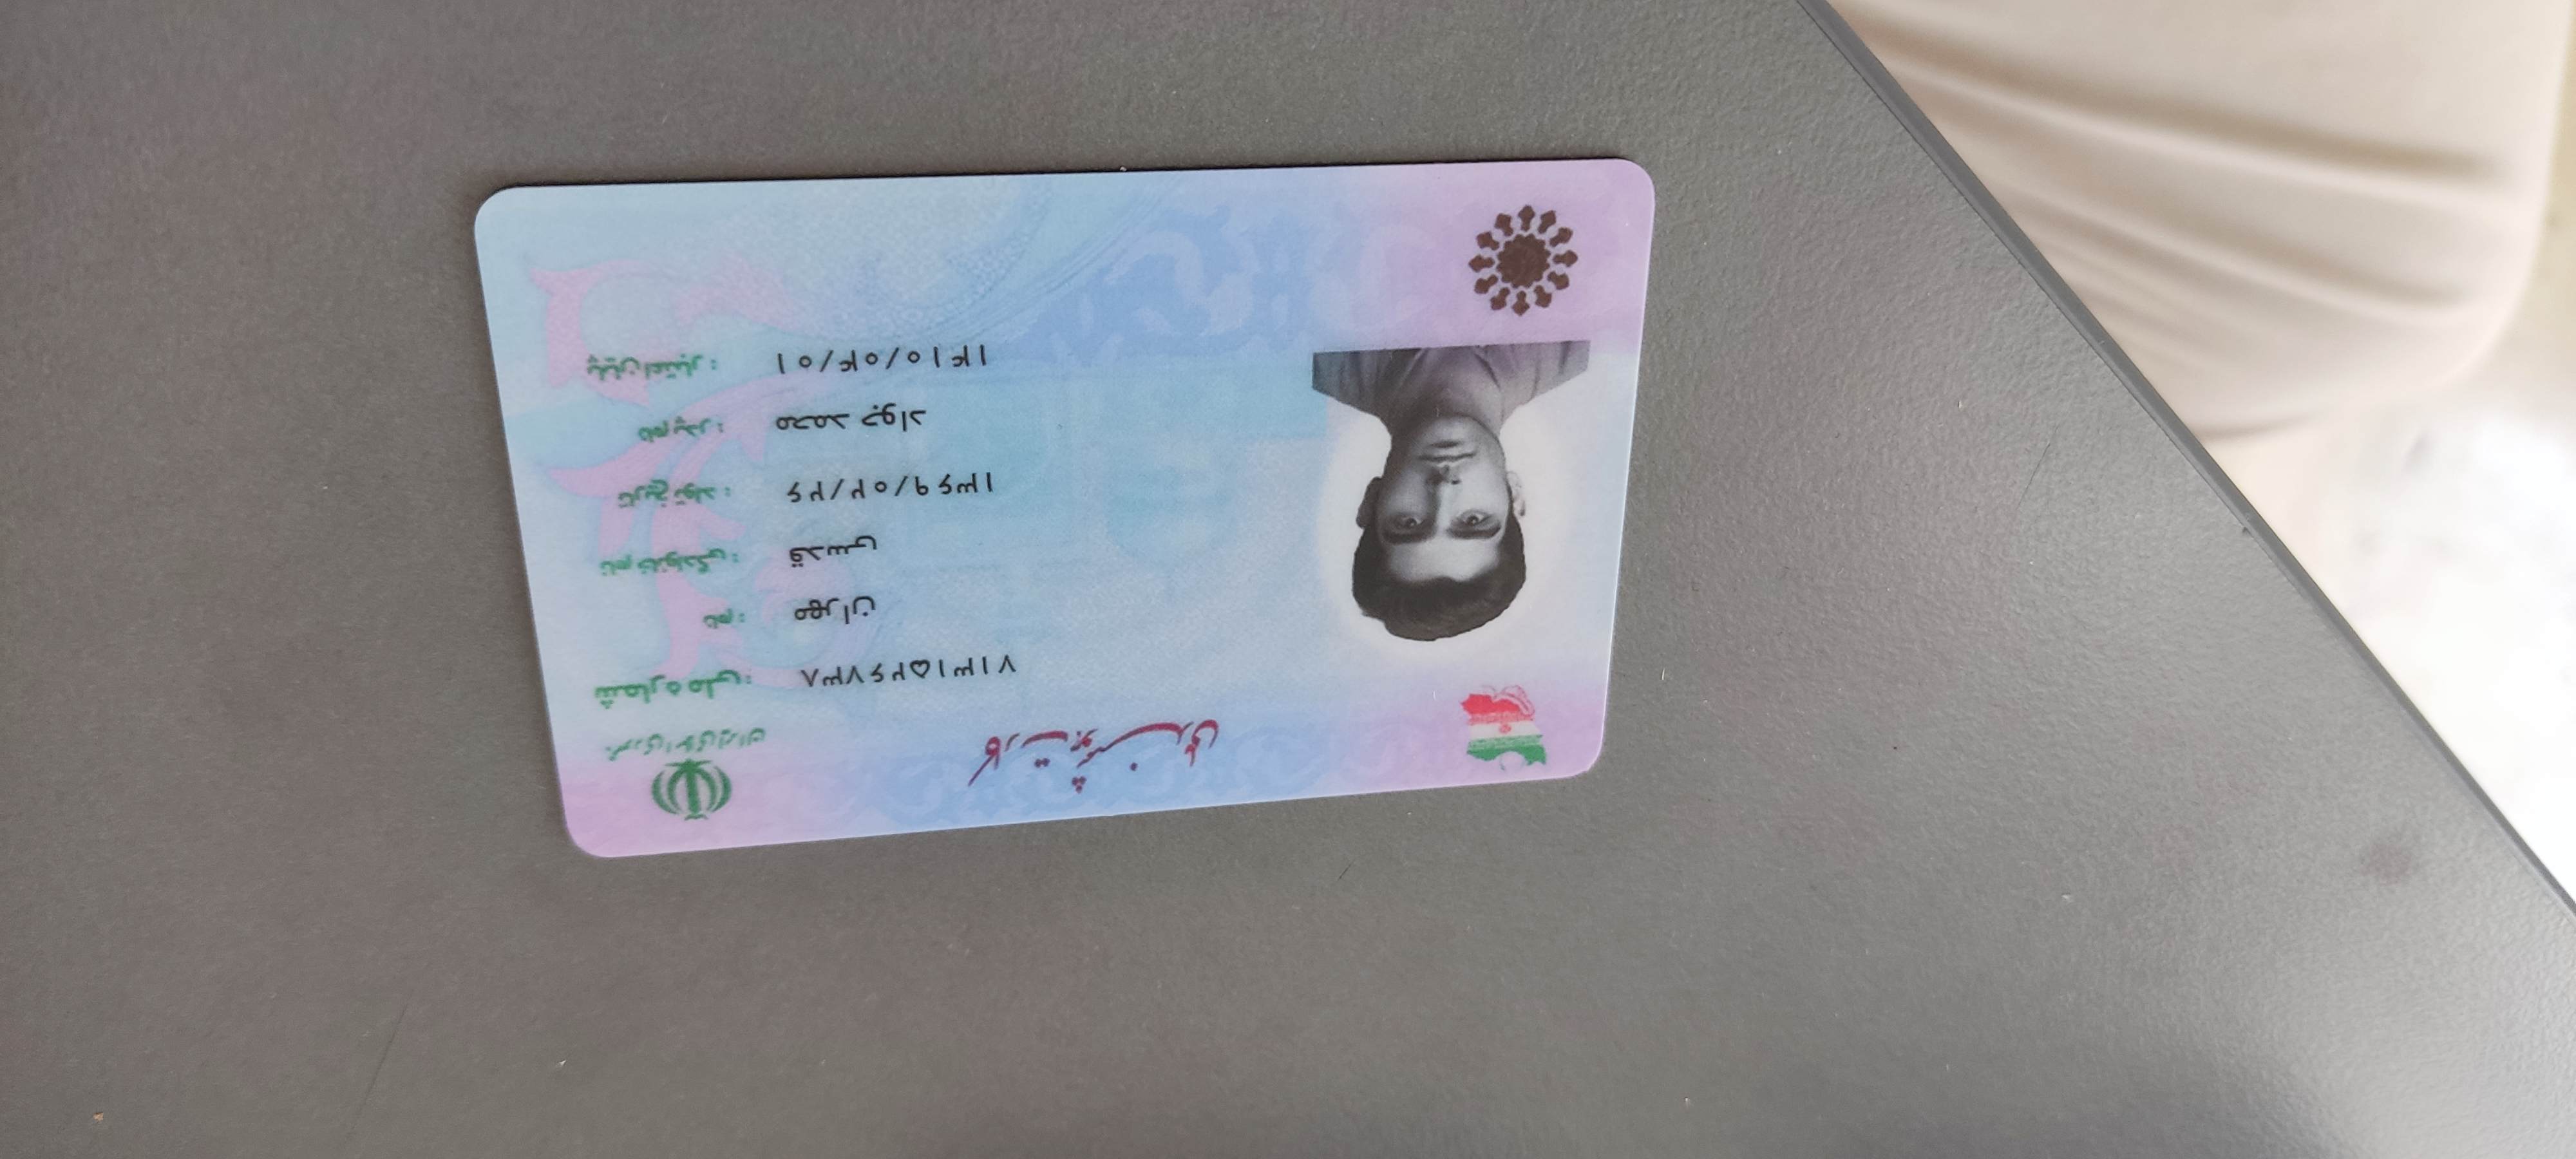 جمهوری اسلامی ایران
کارت هوشمند ملی
شماره ملی: ۷۱۳۱۵۲۶۷۳۸
نام: مهران
نام خانوادگی: قدسی
تاریخ تولد: ۱۳۶۹/۰۲/۲۶
نام پدر: محمد جواد
پایان اعتبار: ۱۴۱۰/۰۴/۰۱